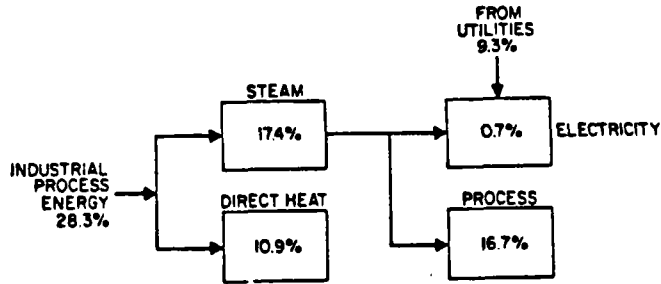 FROM
UTILITIES
9.3%
STEAM
17.4%
0.7%
ELECTRICITY
INDUSTRIAL
PROCESS
ENERGY
28.3%
DIRECT HEAT
10.9%
PROCESS
16.7%